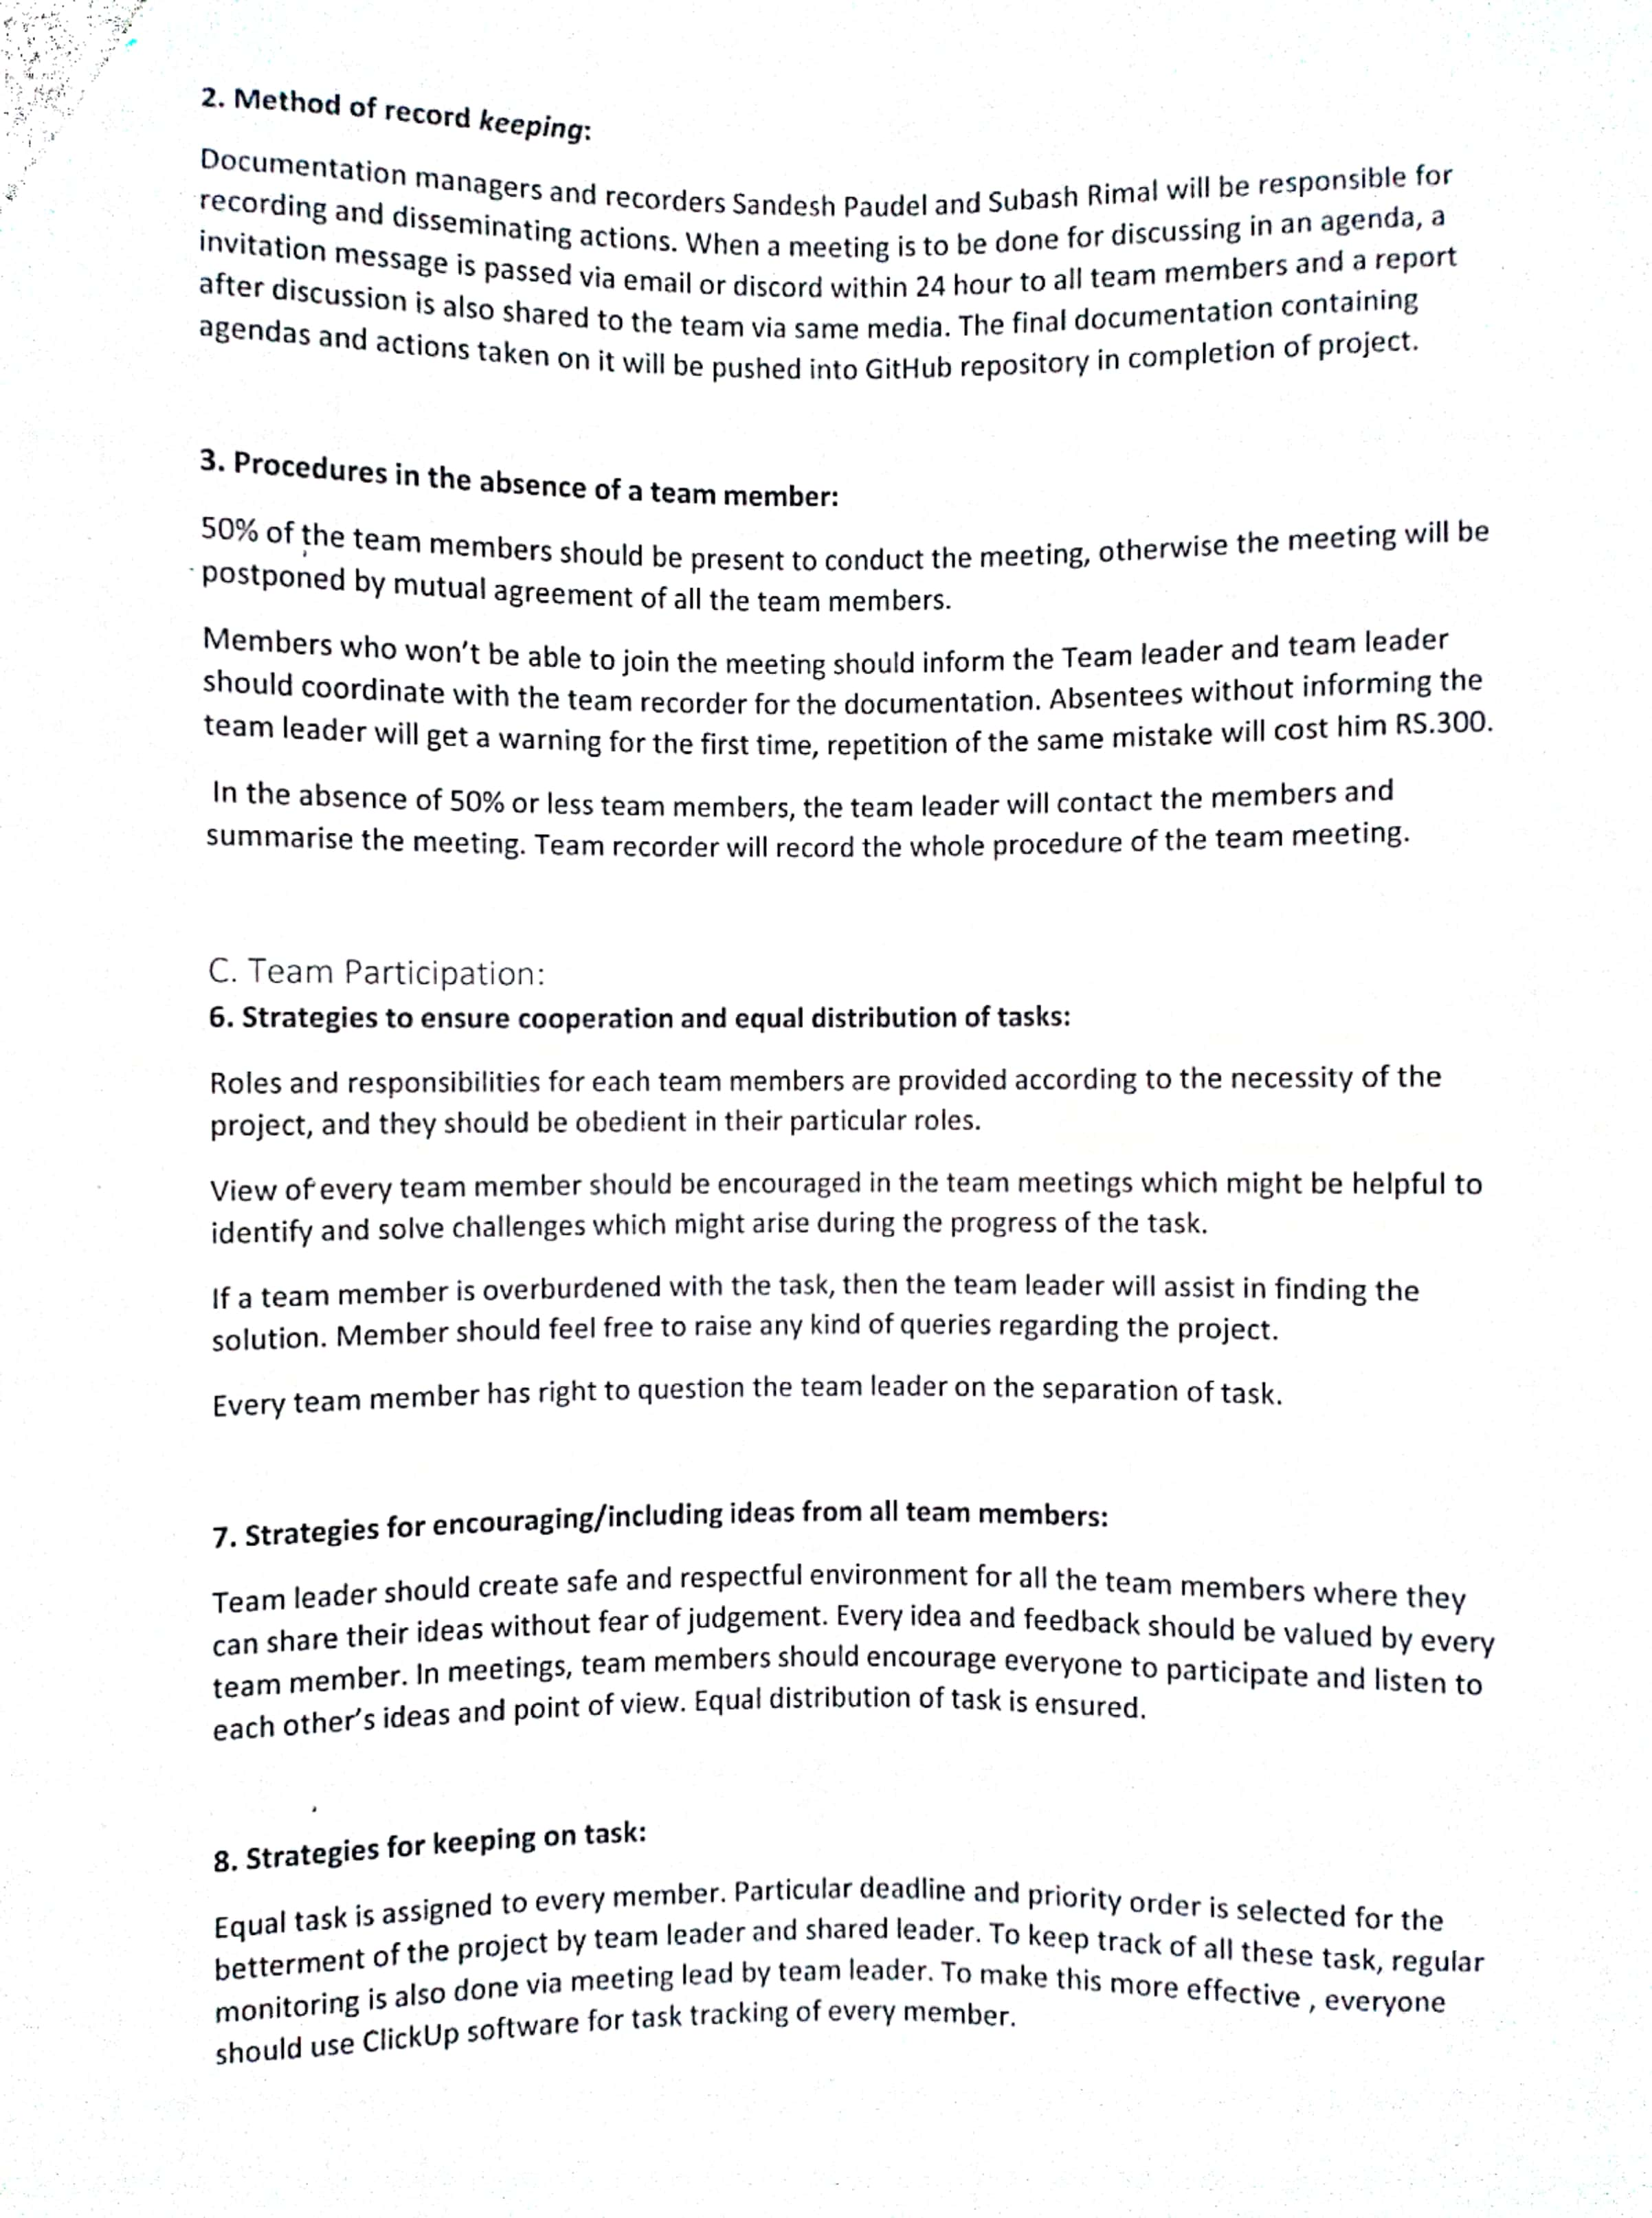 2. Method of record keeping:
Documentation managers and recorders Sandesh Paudel and Subash Rimal will be responsible for
recording and disseminating actions. When a meeting is to be done for discussing in an agenda, a
invitation message is passed via email or discord within 24 hour to all team members and a report
after discussion is also shared to the team via same media. The final documentation containing
agendas and actions taken on it will be pushed into GitHub repository in completion of project.
3. Procedures in the absence of a team member:
50% of the team members should be present to conduct the meeting, otherwise the meeting will be
postponed by mutual agreement of all the team members.
Members who won't be able to join the meeting should inform the Team leader and team leader
should coordinate with the team recorder for the documentation. Absentees without informing the
team leader will get a warning for the first time, repetition of the same mistake will cost him RS.300.
In the absence of 50% or less team members, the team leader will contact the members and
summarise the meeting. Team recorder will record the whole procedure of the team meeting.
C. Team Participation:
6. Strategies to ensure cooperation and equal distribution of tasks:
Roles and responsibilities for each team members are provided according to the necessity of the
project, and they should be obedient in their particular roles.
View of every team member should be encouraged in the team meetings which might be helpful to
identify and solve challenges which might arise during the progress of the task.
If a team member is overburdened with the task, then the team leader will assist in finding the
solution. Member should feel free to raise any kind of queries regarding the project.
Every team member has right to question the team leader on the separation of task.
7. Strategies for encouraging/including ideas from all team members:
Team leader should create safe and respectful environment for all the team members where they
can share their ideas without fear of judgement. Every idea and feedback should be valued by every
team member. In meetings, team members should encourage everyone to participate and listen to
each other's ideas and point of view. Equal distribution of task is ensured.
8. Strategies for keeping on task:
Equal task is assigned to every member. Particular deadline and priority order is selected for the
betterment of the project by team leader and shared leader. To keep track of all these task, regular
monitoring is also done via meeting lead by team leader. To make this more effective , everyone
should use ClickUp software for task tracking of every member.